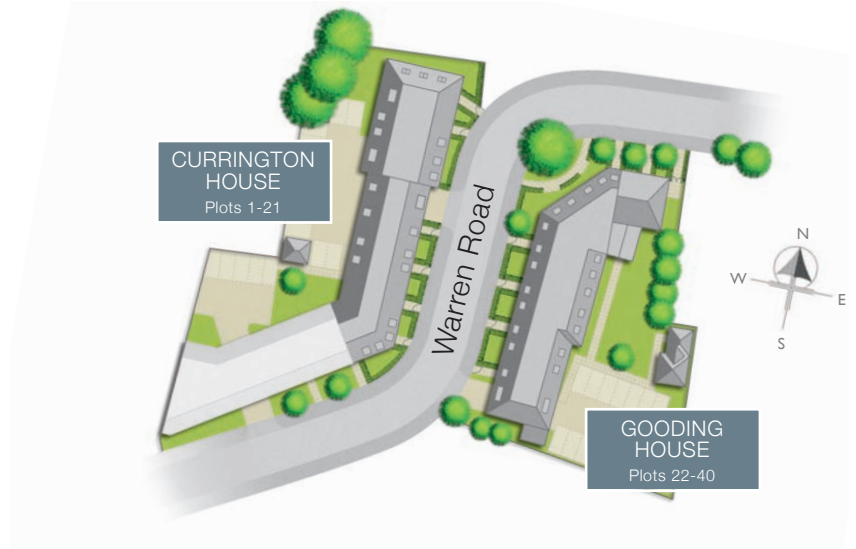 CURRINGTON
HOUSE
Plots 1-21
Warren Road
N
W
E
S
GOODING
HOUSE
Plots 22-40